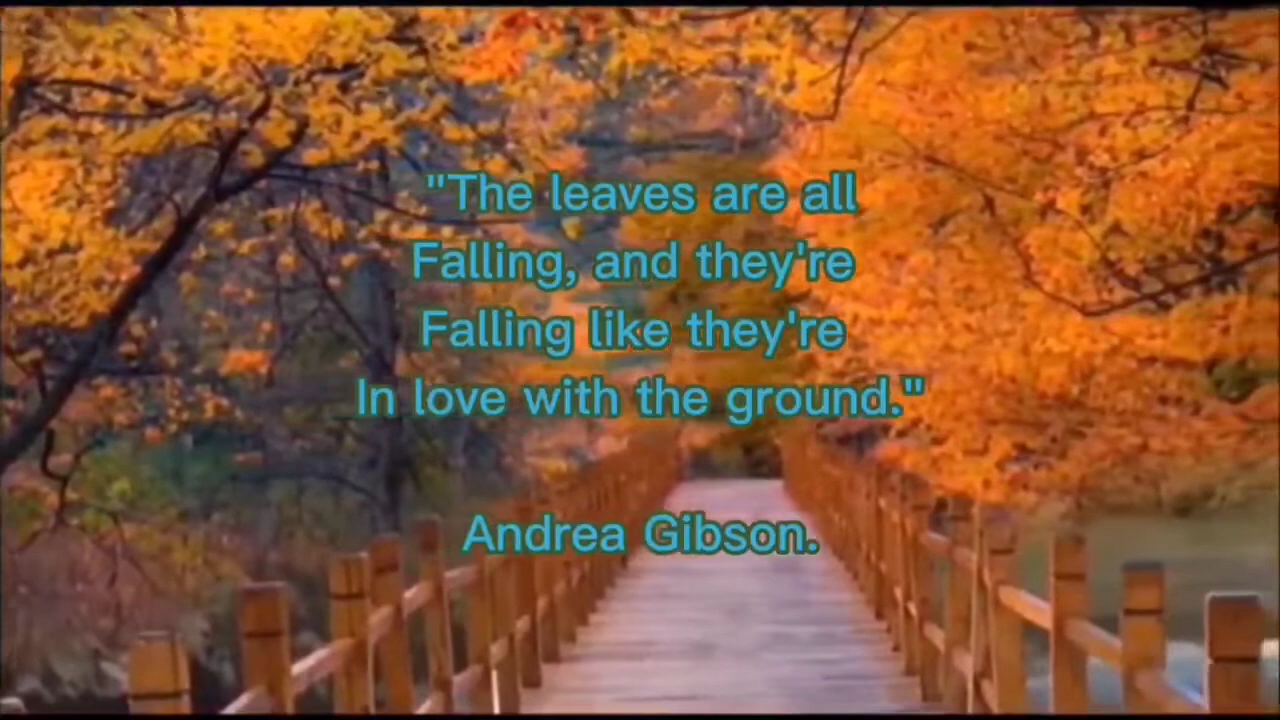 "The leaves are all
Falling, and they're
Falling like they're
In love with the ground."
Andrea Gibson.